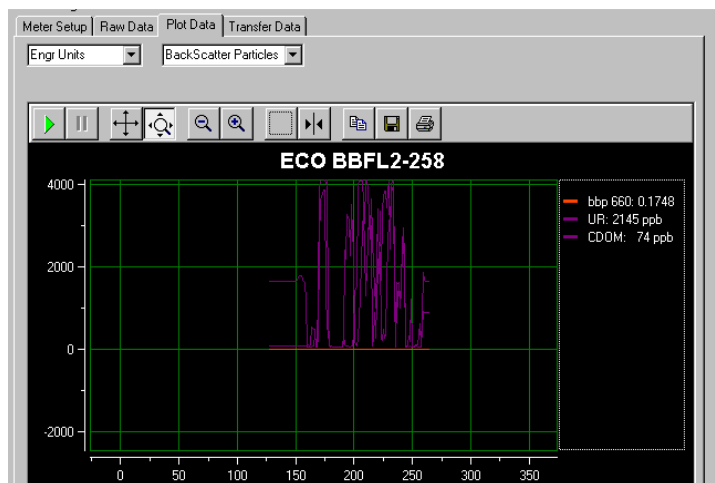 Meter Setup Raw Data Plot Data Transfer Data
Engr Units BackScatter Particles
ECO BBFL2-258
4000
2000
0
-2000
0 50 100 150 200 250 300 350
bbp 660: 0.1748
UR: 2145 ppb
CDOM: 74 ppb